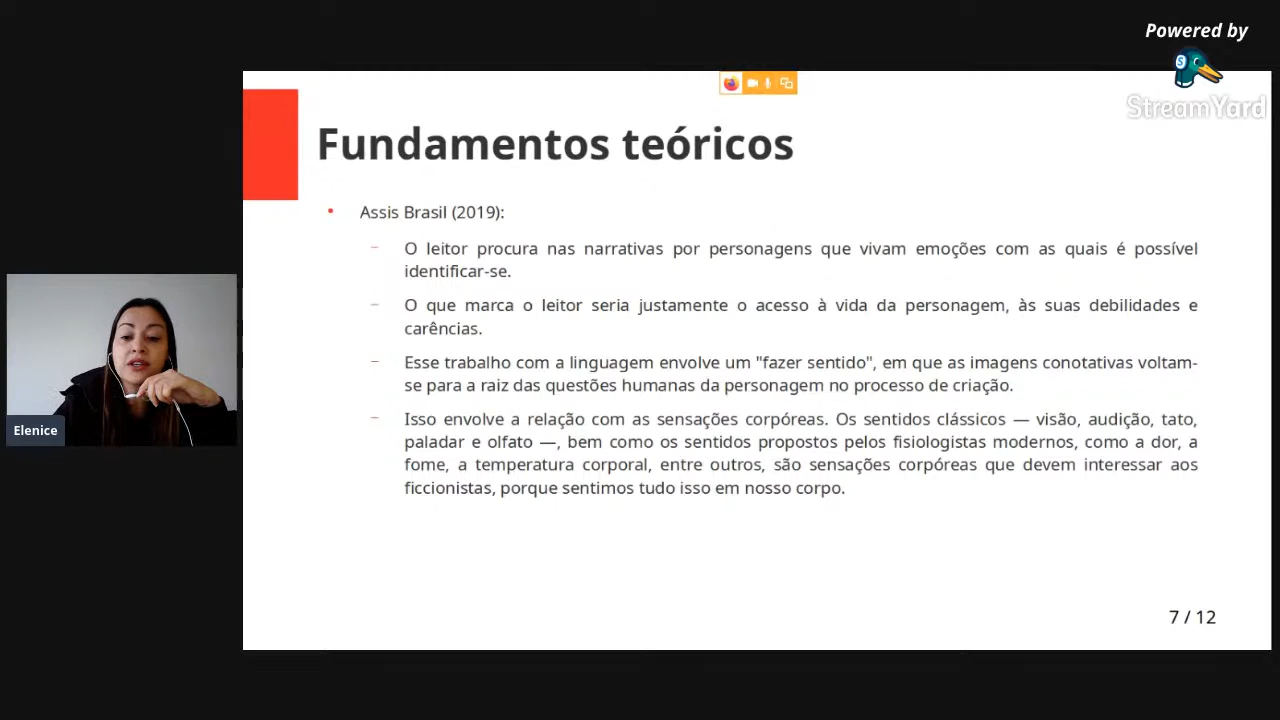 Powered by
StreamYard
Fundamentos teóricos
• Assis Brasil (2019):
– O leitor procura nas narrativas por personagens que vivam emoções com as quais é possível
identificar-se.
– O que marca o leitor seria justamente o acesso à vida da personagem, às suas debilidades e
carências.
– Esse trabalho com a linguagem envolve um "fazer sentido", em que as imagens conotativas voltam-
se para a raiz das questões humanas da personagem no processo de criação.
– Isso envolve a relação com as sensações corpóreas. Os sentidos clássicos — visão, audição, tato,
paladar e olfato —, bem como os sentidos propostos pelos fisiologistas modernos, como a dor, a
fome, a temperatura corporal, entre outros, são sensações corpóreas que devem interessar aos
ficcionistas, porque sentimos tudo isso em nosso corpo.
Elenice
7 / 12